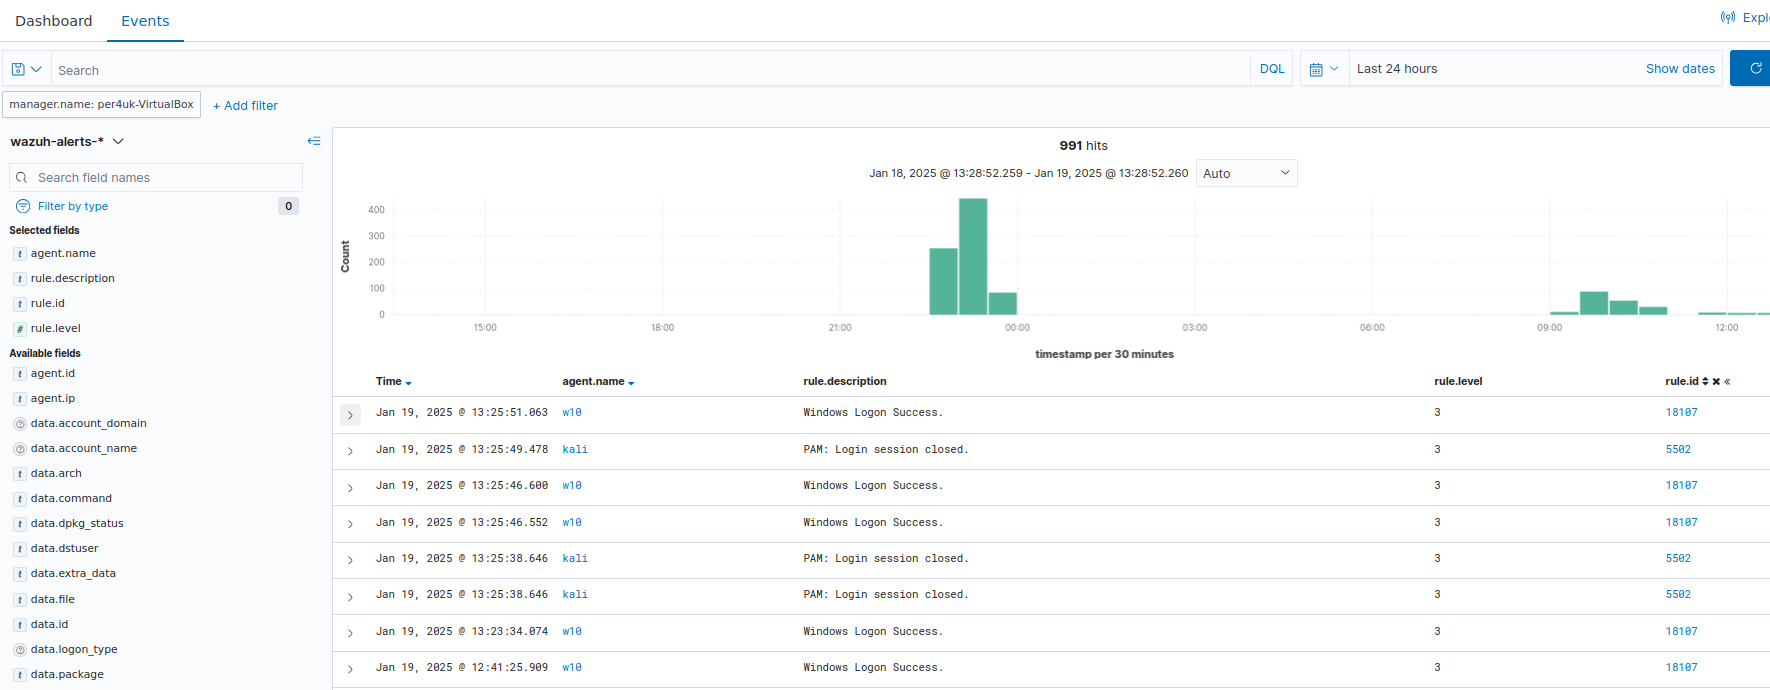 Dashboard Events
Search DQL Last 24 hours Show dates
manager.name: per4uk-VirtualBox + Add filter
wazuh-alerts-*
Search field names
Filter by type 0
Selected fields
t agent.name
t rule.description
t rule.id
# rule.level
Available fields
t agent.id
t agent.ip
data.account_domain
data.account_name
t data.arch
t data.command
t data.dpkg_status
t data.dstuser
t data.extra_data
t data.file
t data.id
data.logon_type
t data.package
991 hits
Jan 18, 2025 @ 13:28:52.259 - Jan 19, 2025 @ 13:28:52.260 Auto
Count
400
300
200
100
0
15:00 18:00 21:00 00:00 03:00 06:00 09:00 12:00
timestamp per 30 minutes
Time agent.name rule.description rule.level rule.id
Jan 19, 2025 @ 13:25:51.063 w10 Windows Logon Success. 3 18107
Jan 19, 2025 @ 13:25:49.478 kali PAM: Login session closed. 3 5502
Jan 19, 2025 @ 13:25:46.600 w10 Windows Logon Success. 3 18107
Jan 19, 2025 @ 13:25:46.552 w10 Windows Logon Success. 3 18107
Jan 19, 2025 @ 13:25:38.646 kali PAM: Login session closed. 3 5502
Jan 19, 2025 @ 13:25:38.646 kali PAM: Login session closed. 3 5502
Jan 19, 2025 @ 13:23:34.074 w10 Windows Logon Success. 3 18107
Jan 19, 2025 @ 12:41:25.909 w10 Windows Logon Success. 3 18107